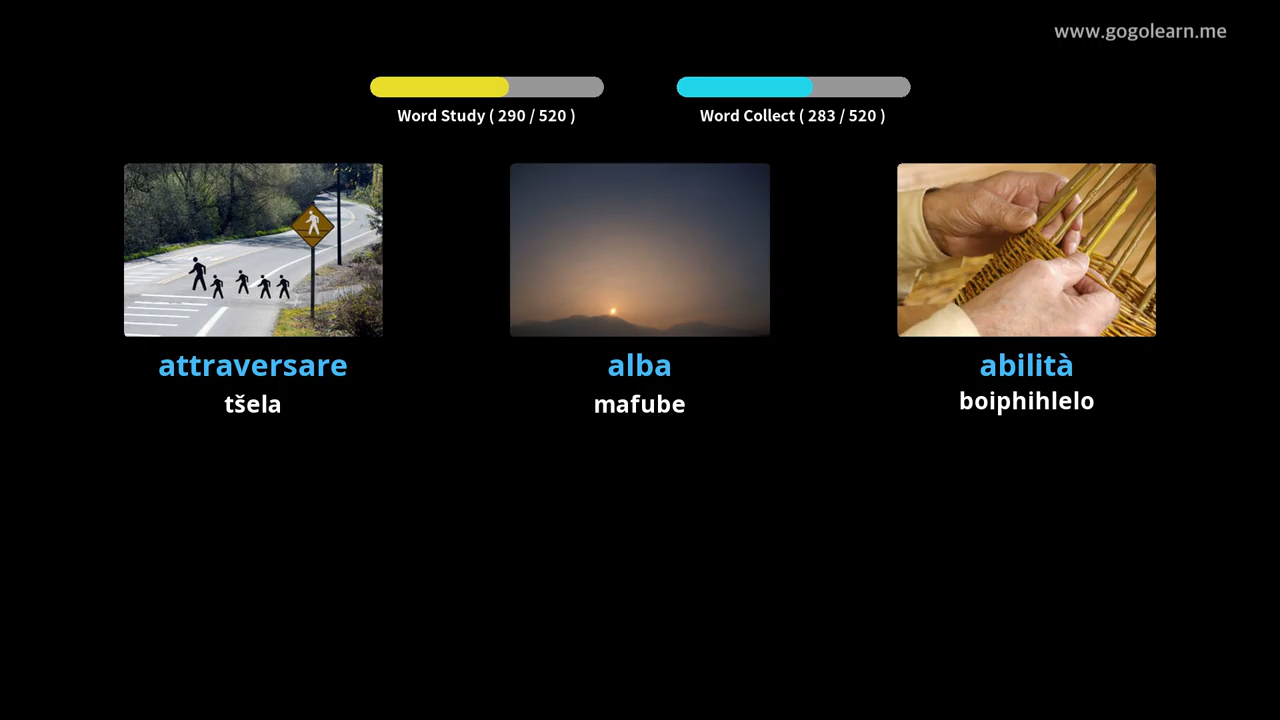 www.gogolearn.me
Word Study ( 290 / 520 )
Word Collect ( 283 / 520 )
attraversare
tšela
alba
mafube
abilità
boiphihlelo